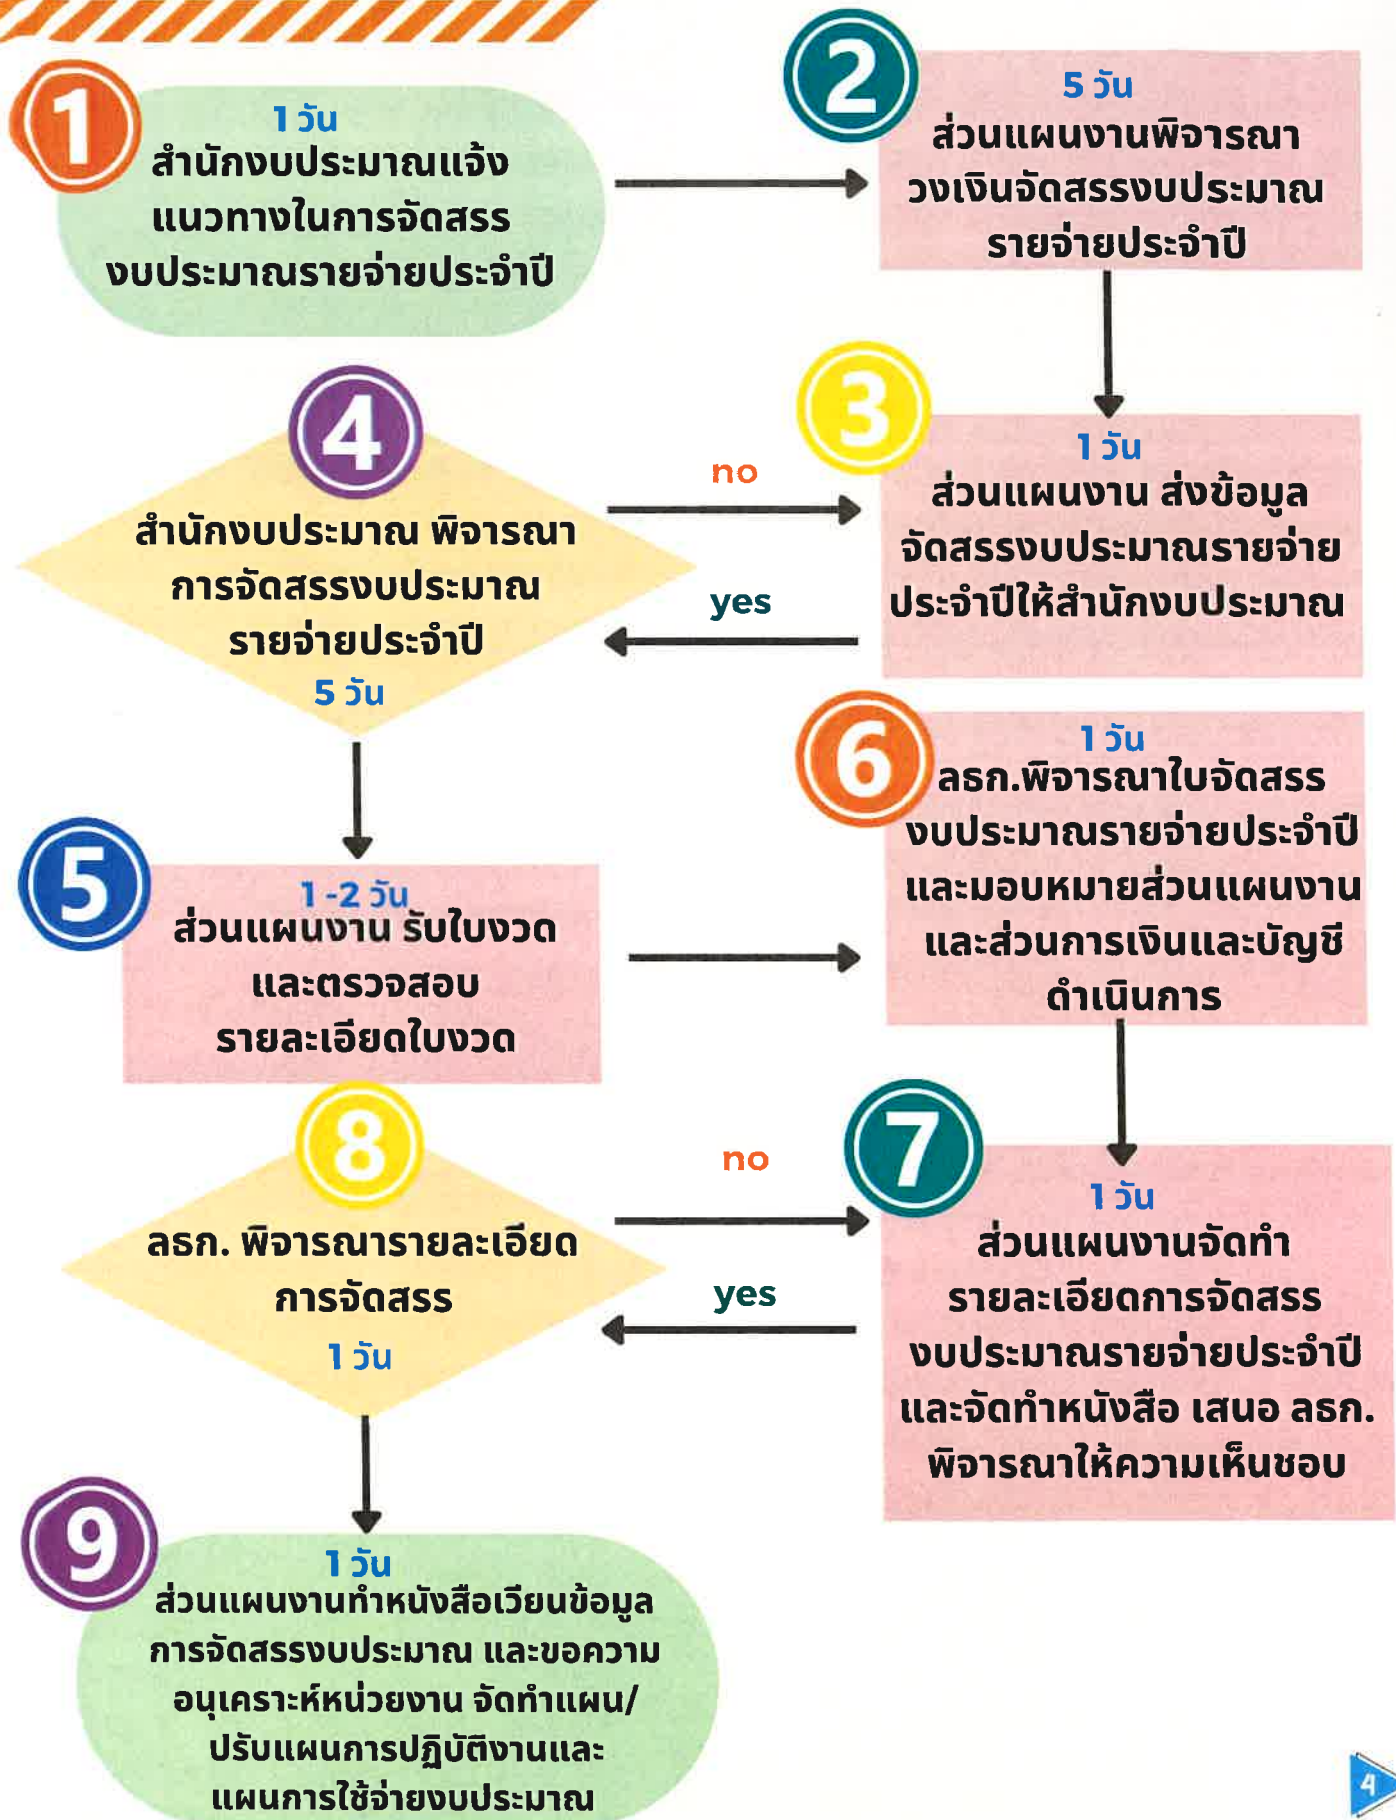 1
1 วัน
สำนักงบประมาณแจ้ง
แนวทางในการจัดสรร
งบประมาณรายจ่ายประจำปี
2
5 วัน
ส่วนแผนงานพิจารณา
วงเงินจัดสรรงบประมาณ
รายจ่ายประจำปี
3
1 วัน
ส่วนแผนงาน ส่งข้อมูล
จัดสรรงบประมาณรายจ่าย
ประจำปีให้สำนักงบประมาณ
no
yes
4
สำนักงบประมาณ พิจารณา
การจัดสรรงบประมาณ
รายจ่ายประจำปี
5 วัน
5
1 -2 วัน
ส่วนแผนงาน รับใบงวด
และตรวจสอบ
รายละเอียดใบงวด
6
1 วัน
ลธก.พิจารณาใบจัดสรร
งบประมาณรายจ่ายประจำปี
และมอบหมายส่วนแผนงาน
และส่วนการเงินและบัญชี
ดำเนินการ
7
1 วัน
ส่วนแผนงานจัดทำ
รายละเอียดการจัดสรร
งบประมาณรายจ่ายประจำปี
และจัดทำหนังสือ เสนอ ลธก.
พิจารณาให้ความเห็นชอบ
no
yes
8
ลธก. พิจารณารายละเอียด
การจัดสรร
1 วัน
9
1 วัน
ส่วนแผนงานทำหนังสือเวียนข้อมูล
การจัดสรรงบประมาณ และขอความ
อนุเคราะห์หน่วยงาน จัดทำแผน/
ปรับแผนการปฏิบัติงานและ
แผนการใช้จ่ายงบประมาณ
4